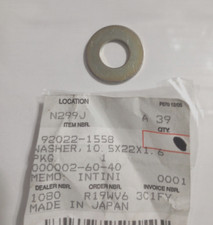 LOCATION
N299J A 39
ITEM NBR. QTY.
92022-1558
WASHER, 10.5X22X1.6
PKG 1
000002-60-40
MEMO: INTINI 0001
DEALER NBR. ORDER NBR. INVOICE NBR.
1080 R19WV6 3C1FY
MADE IN JAPAN